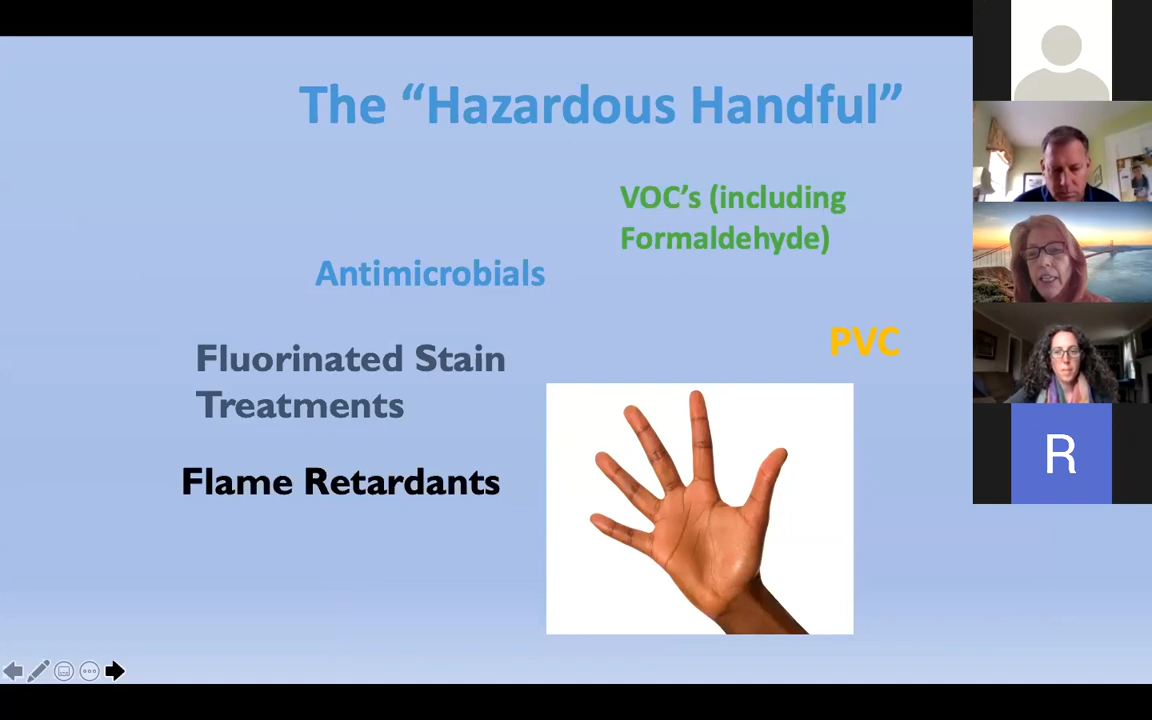 The “Hazardous Handful”
VOC’s (including
Formaldehyde)
Antimicrobials
PVC
Fluorinated Stain
Treatments
Flame Retardants
R